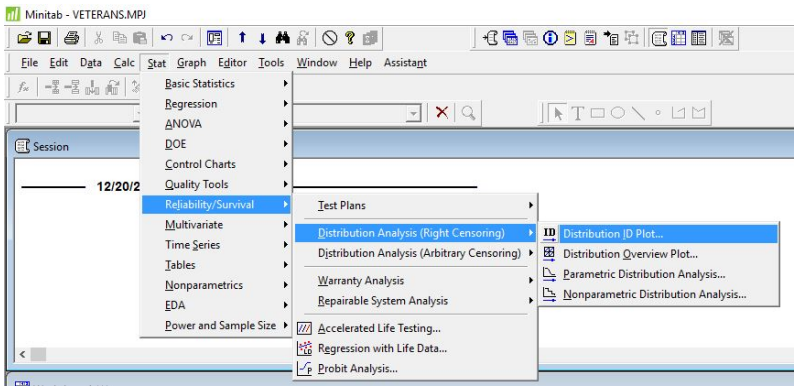 Minitab - VETERANS.MPJ
File Edit Data Calc Stat Graph Editor Tools Window Help Assistant
Session
12/20/2
Basic Statistics
Regression
ANOVA
DOE
Control Charts
Quality Tools
Reliability/Survival
Multivariate
Time Series
Tables
Nonparametrics
EDA
Power and Sample Size
Test Plans
Distribution Analysis (Right Censoring)
Distribution Analysis (Arbitrary Censoring)
Warranty Analysis
Repairable System Analysis
Accelerated Life Testing...
Regression with Life Data...
Probit Analysis...
ID Distribution ID Plot...
Distribution Overview Plot...
Parametric Distribution Analysis...
Nonparametric Distribution Analysis...